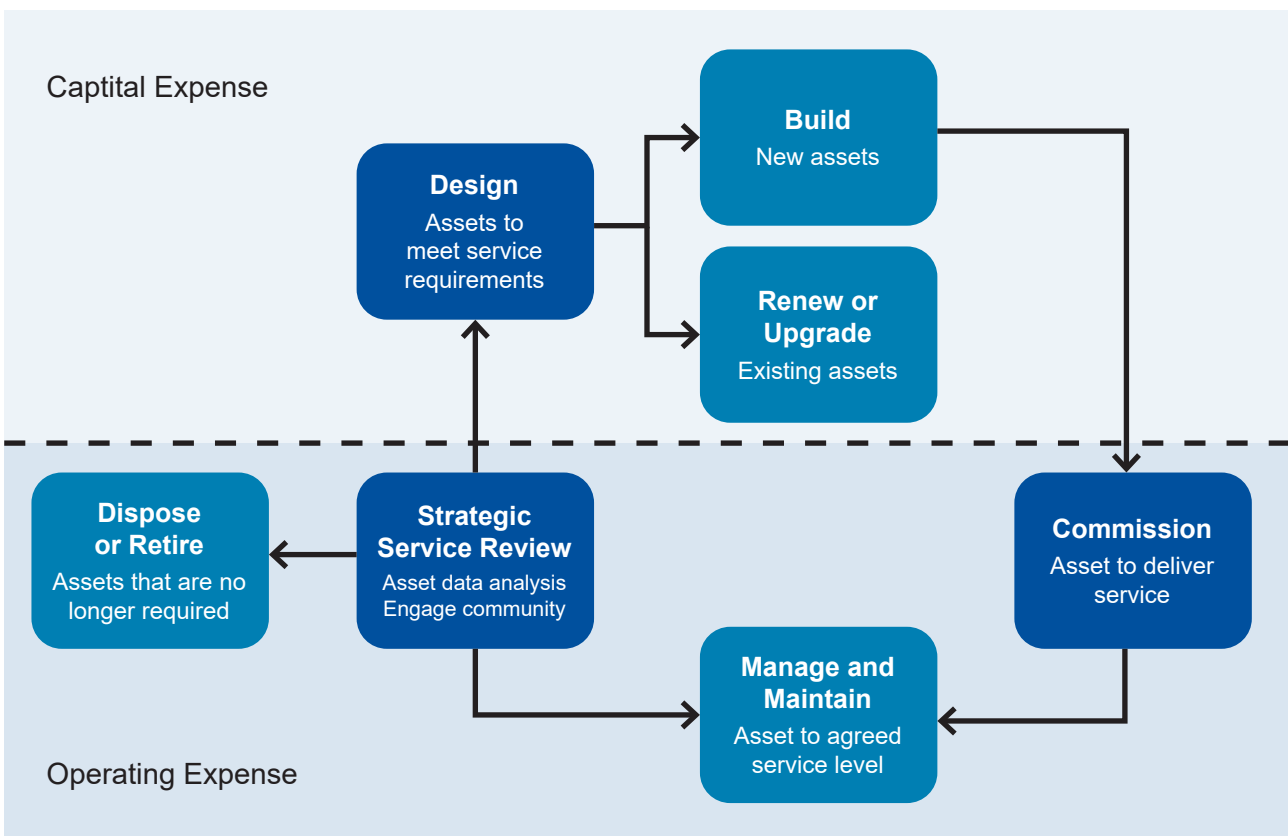 Captital Expense
Build
New assets
Design
Assets to
meet service
requirements
Renew or
Upgrade
Existing assets
Dispose
or Retire
Assets that are no
longer required
Strategic
Service Review
Asset data analysis
Engage community
Commission
Asset to deliver
service
Manage and
Maintain
Asset to agreed
service level
Operating Expense